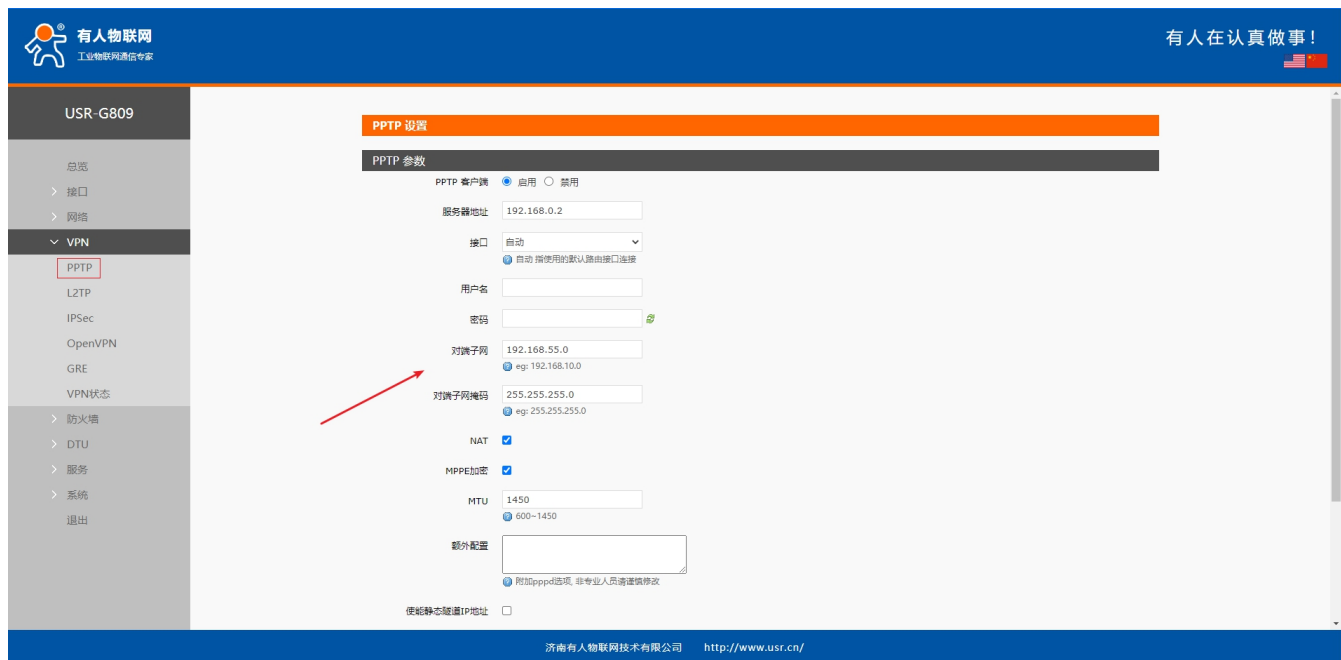 有人物联网
工业物联网通信专家
有人在认真做事!
USR-G809
总览
接口
网络
VPN
PPTP
L2TP
IPSec
OpenVPN
GRE
VPN状态
防火墙
DTU
服务
系统
退出
PPTP 设置
PPTP 参数
PPTP 客户端 启用 禁用
服务器地址 192.168.0.2
接口 自动
自动 指使用的默认路由接口连接
用户名
密码
对端子网 192.168.55.0
eg: 192.168.10.0
对端子网掩码 255.255.255.0
eg: 255.255.255.0
NAT
MPPE加密
MTU 1450
600~1450
额外配置
附加pppd选项, 非专业人员请谨慎修改
使能静态隧道IP地址
济南有人物联网技术有限公司 http://www.usr.cn/